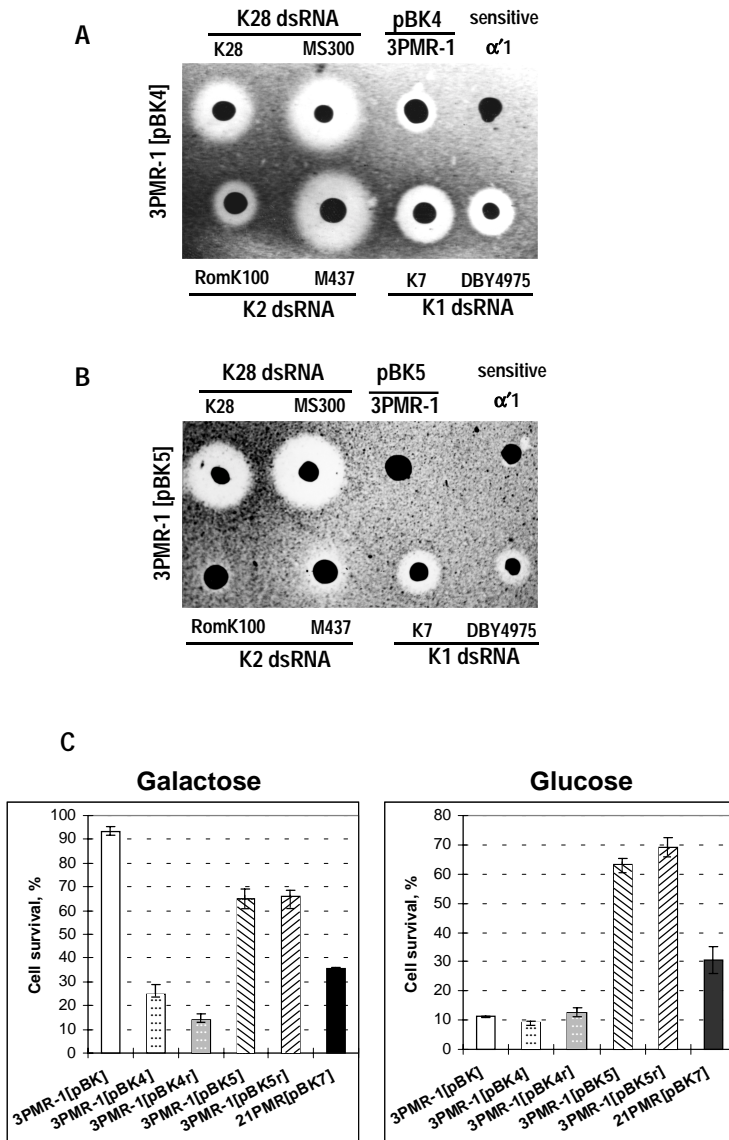 A
K28 dsRNA
pBK4
sensitive
K28
MS300
3PMR-1
α′1
3PMR-1 [pBK4]
RomK100
M437
K7
DBY4975
K2 dsRNA
K1 dsRNA
B
K28 dsRNA
pBK5
sensitive
K28
MS300
3PMR-1
α′1
3PMR-1 [pBK5]
RomK100
M437
K7
DBY4975
K2 dsRNA
K1 dsRNA
C
Galactose
Cell survival, %
100
90
80
70
60
50
40
30
20
10
0
3PMR-1[pBK]
3PMR-1[pBK4]
3PMR-1[pBK4r]
3PMR-1[pBK5]
3PMR-1[pBK5r]
21PMR[pBK7]
Glucose
Cell survival, %
80
70
60
50
40
30
20
10
0
3PMR-1[pBK]
3PMR-1[pBK4]
3PMR-1[pBK4r]
3PMR-1[pBK5]
3PMR-1[pBK5r]
21PMR[pBK7]